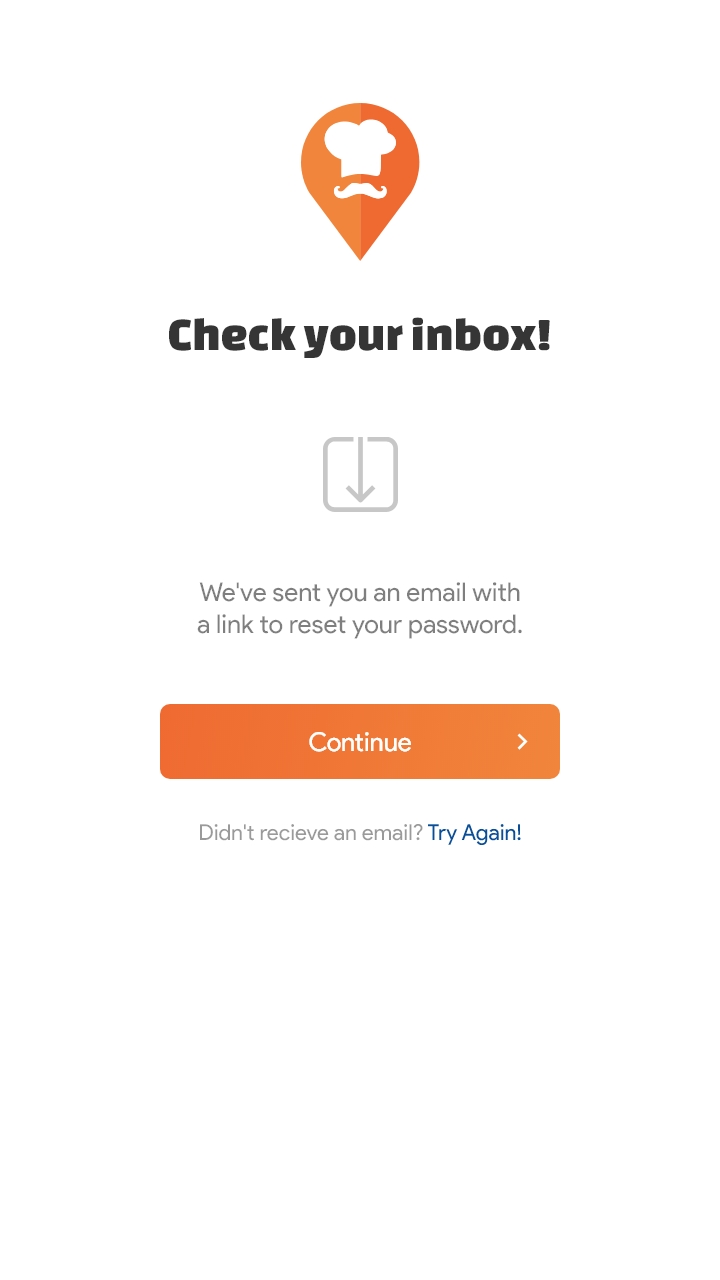 Check your inbox!
We've sent you an email with
a link to reset your password.
Continue
Didn't recieve an email? Try Again!